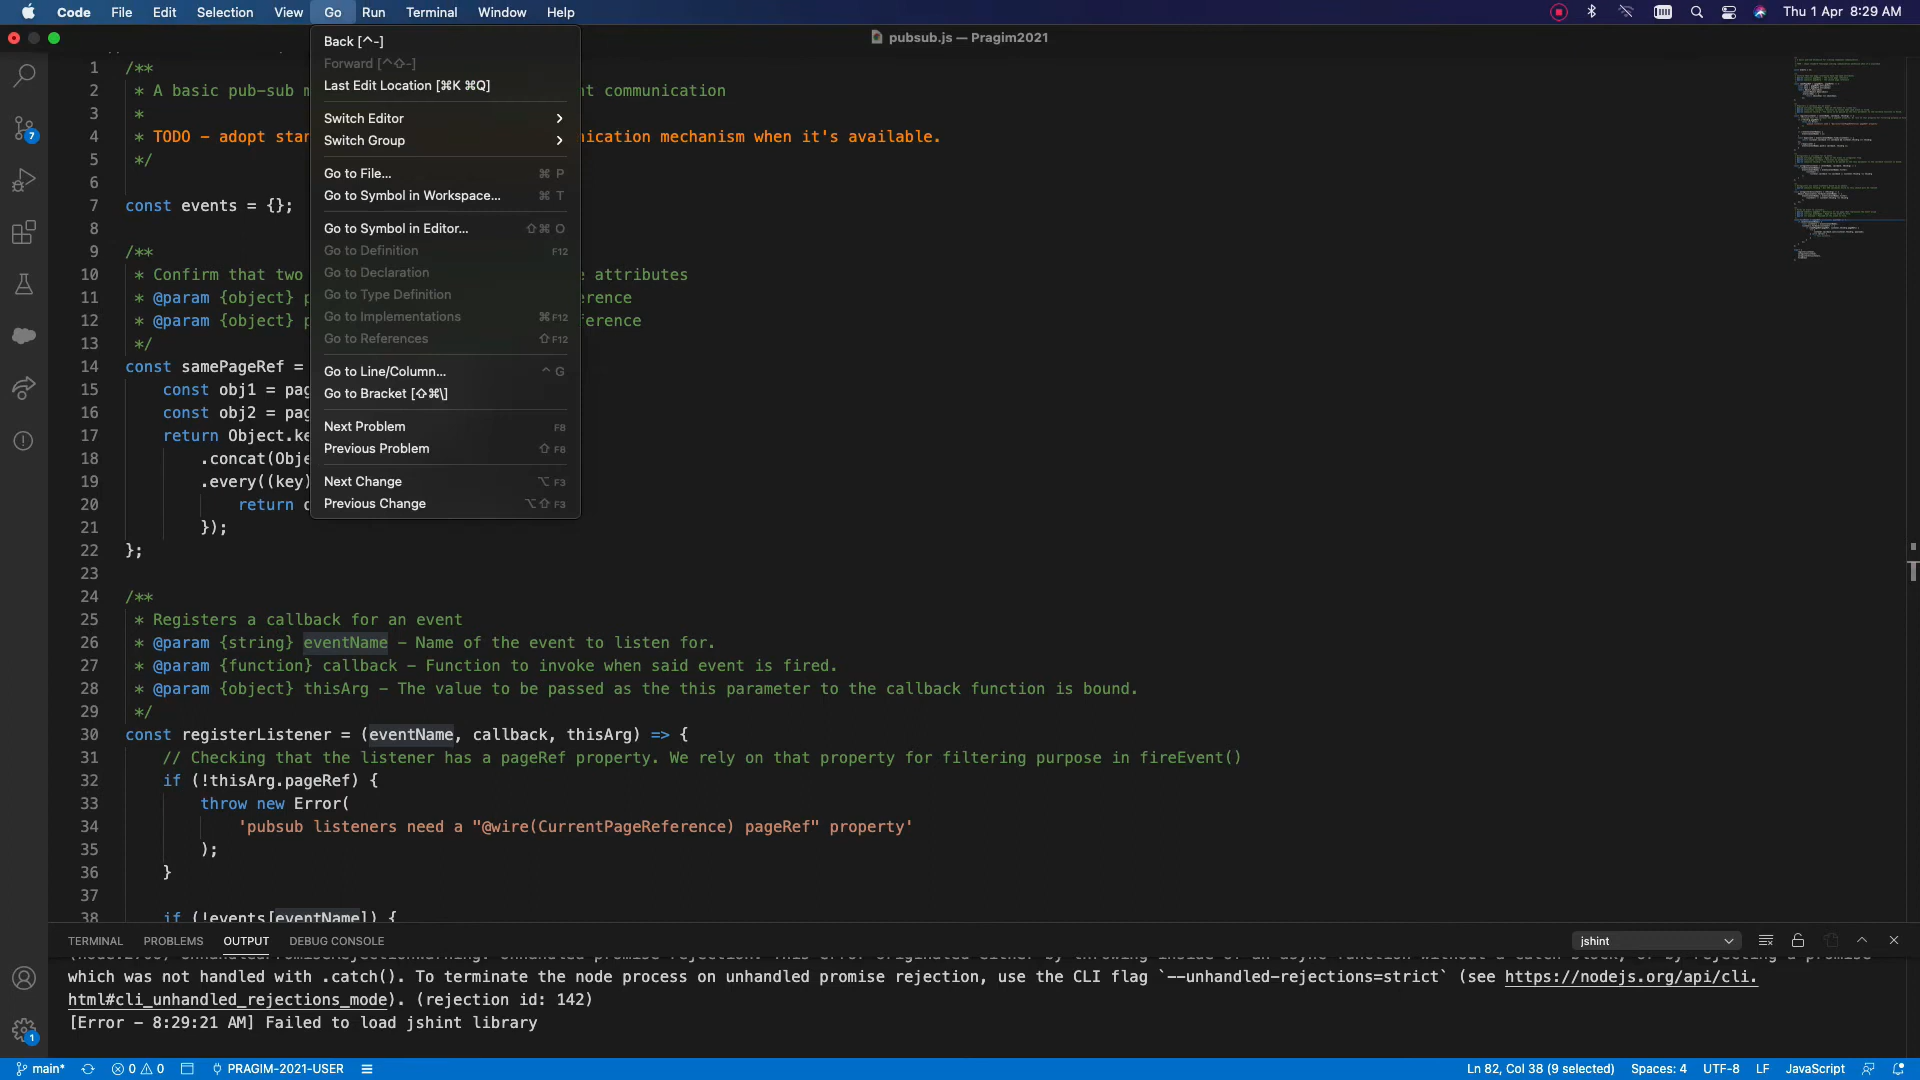 Code File Edit Selection View Go Run Terminal Window Help Thu 1 Apr 8:29 AM
pubsub.js — Pragim2021
Back [^-]
Forward [^⇧-]
Last Edit Location [⌘K ⌘Q]
Switch Editor
Switch Group
Go to File... ⌘ P
Go to Symbol in Workspace... ⌘ T
Go to Symbol in Editor... ⇧⌘ O
Go to Definition F12
Go to Declaration
Go to Type Definition
Go to Implementations ⌘F12
Go to References ⇧F12
Go to Line/Column... ^ G
Go to Bracket [⇧⌘\]
Next Problem F8
Previous Problem ⇧ F8
Next Change ⌥ F3
Previous Change ⌥⇧ F3
1 /**
2 * A basic pub-sub communication
3 *
4 * TODO - adopt mechanism when it's available.
5 */
6
7 const events = {};
8
9 /**
10 * Confirm that two attributes
11 * @param {object}
12 * @param {object}
13 */
14 const samePageRef =
15 const obj1 =
16 const obj2 =
17 return
18 .concat(
19 .every((key)
20 return
21 });
22 };
23
24 /**
25 * Registers a callback for an event
26 * @param {string} eventName - Name of the event to listen for.
27 * @param {function} callback - Function to invoke when said event is fired.
28 * @param {object} thisArg - The value to be passed as the this parameter to the callback function is bound.
29 */
30 const registerListener = (eventName, callback, thisArg) => {
31 // Checking that the listener has a pageRef property. We rely on that property for filtering purpose in fireEvent()
32 if (!thisArg.pageRef) {
33 throw new Error(
34 'pubsub listeners need a "@wire(CurrentPageReference) pageRef" property'
35 );
36 }
37
38 if (!events[eventName]) {
TERMINAL PROBLEMS OUTPUT DEBUG CONSOLE jshint
which was not handled with .catch(). To terminate the node process on unhandled promise rejection, use the CLI flag `--unhandled-rejections=strict` (see https://nodejs.org/api/cli.
html#cli_unhandled_rejections_mode). (rejection id: 142)
[Error - 8:29:21 AM] Failed to load jshint library
7
1
main* 0 0 PRAGIM-2021-USER Ln 82, Col 38 (9 selected) Spaces: 4 UTF-8 LF JavaScript